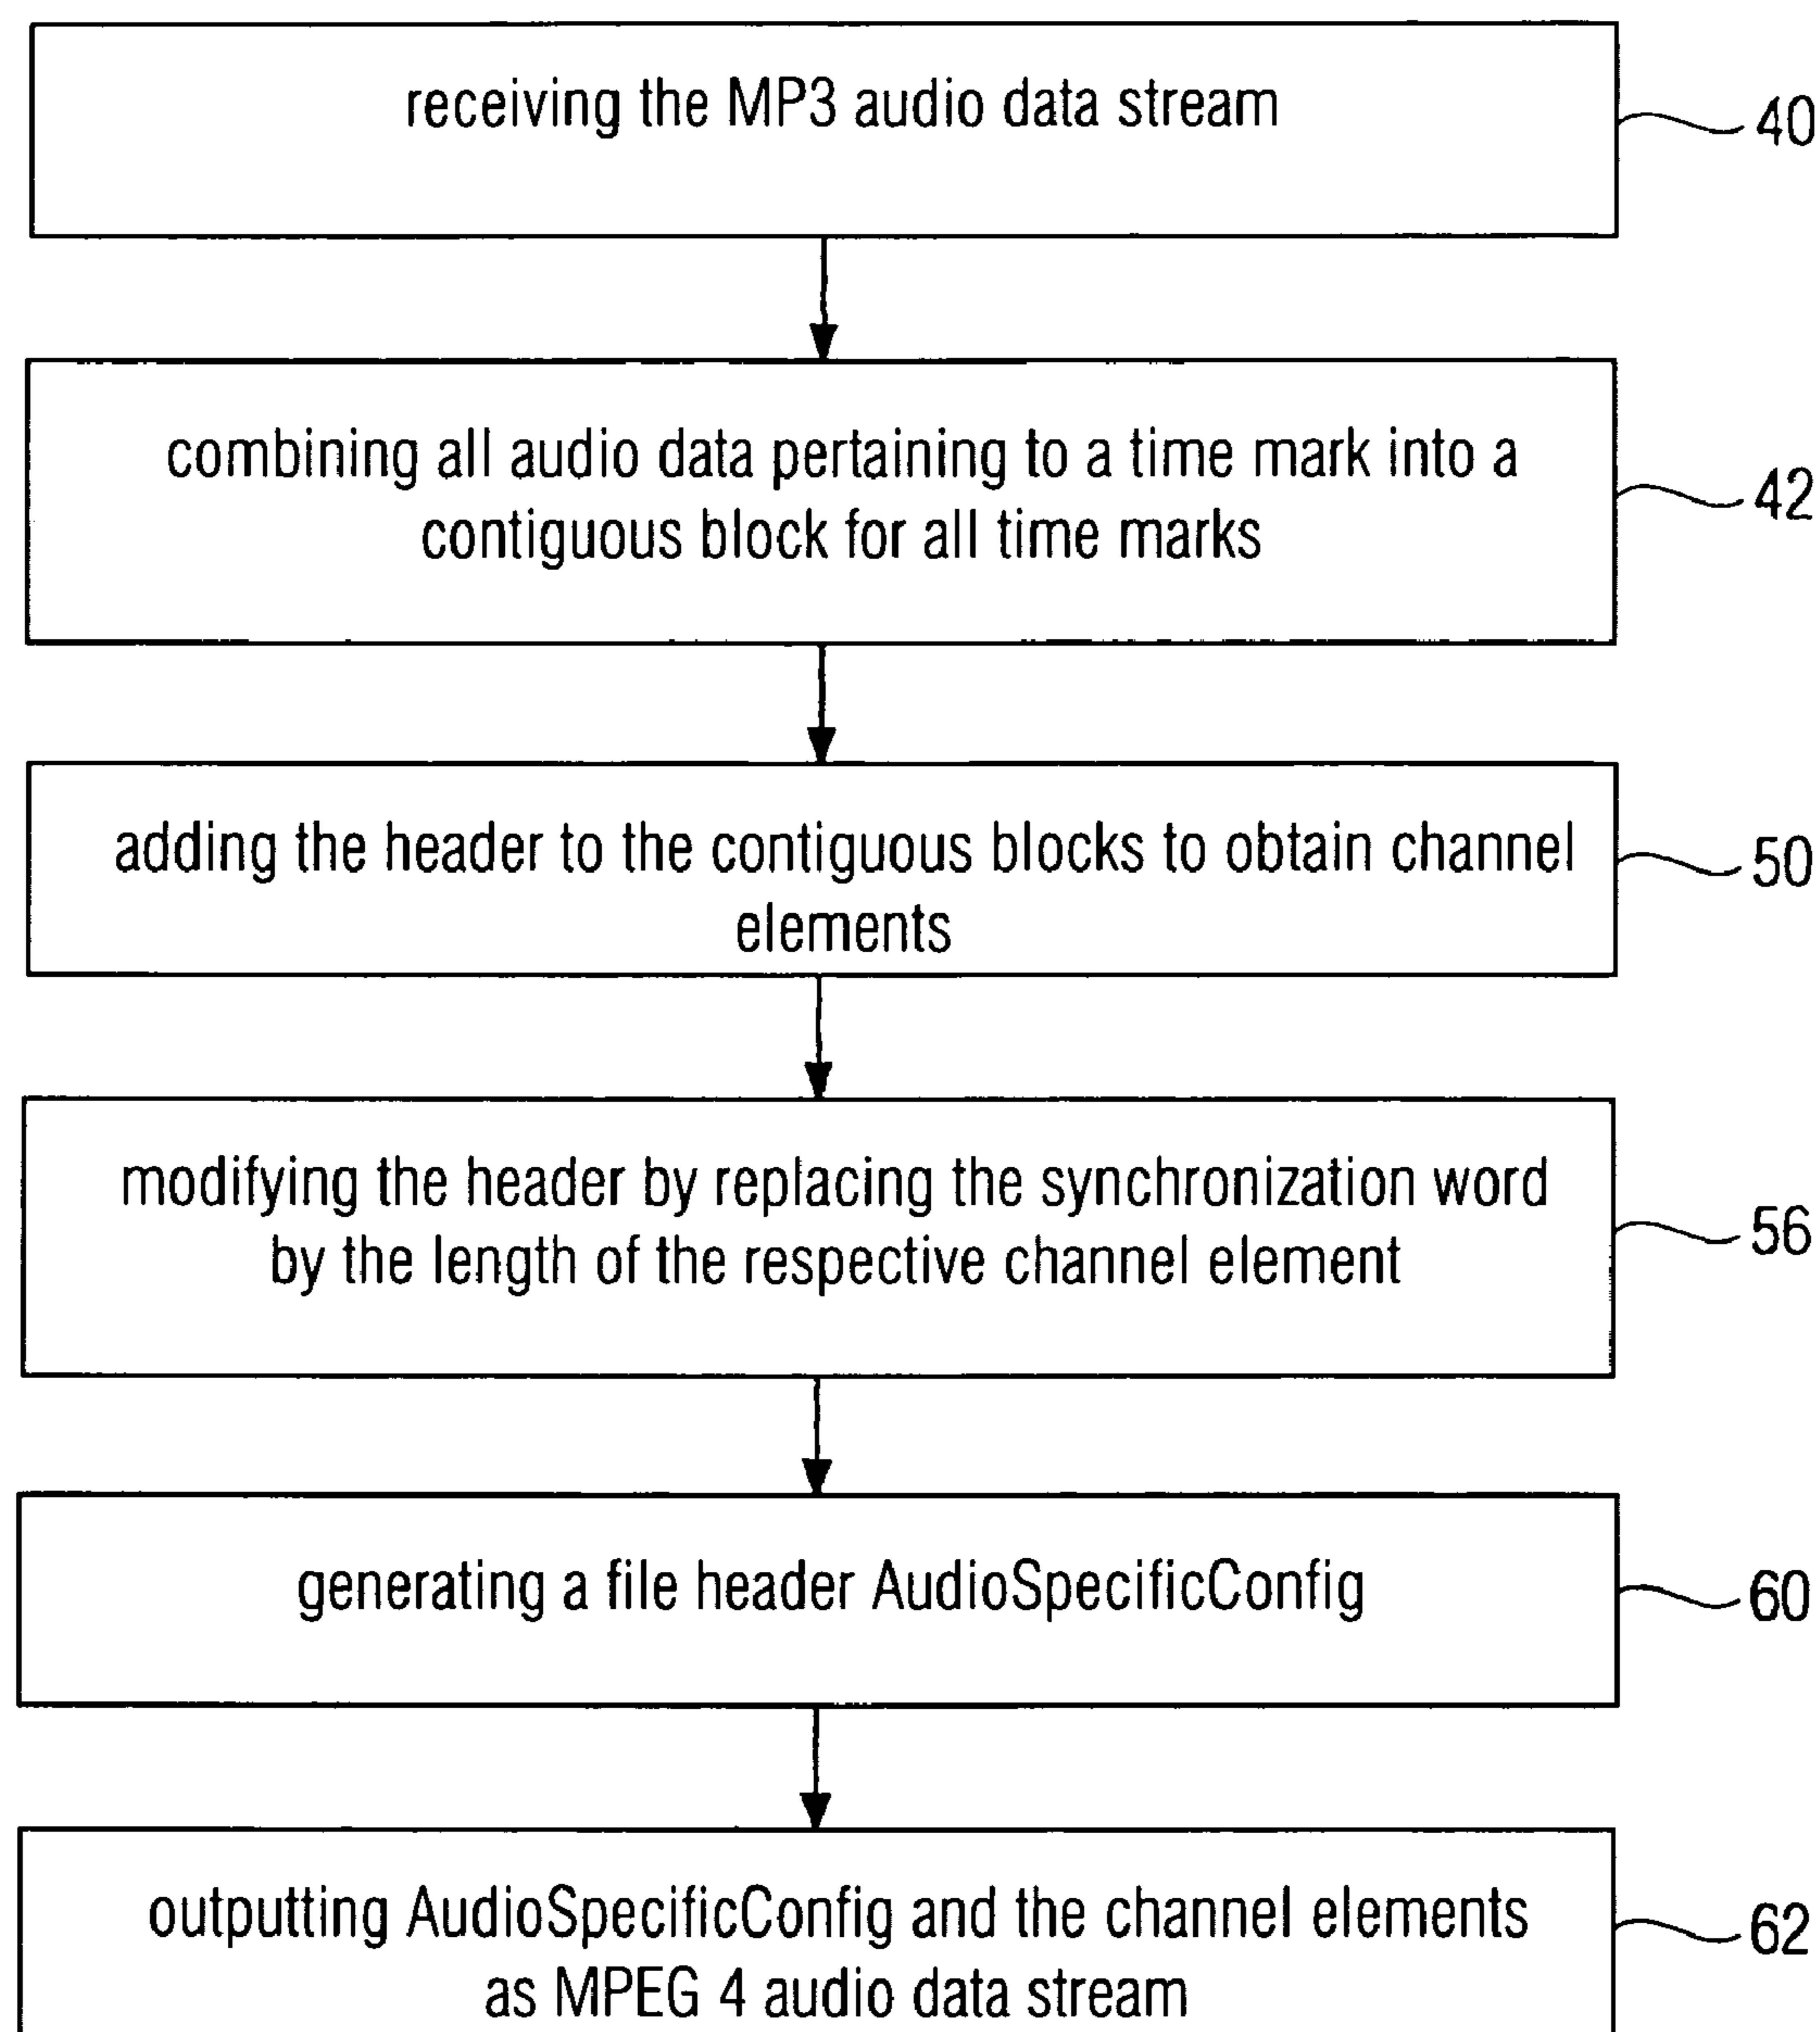 receiving the MP3 audio data stream
40
combining all audio data pertaining to a time mark into a
contiguous block for all time marks
42
adding the header to the contiguous blocks to obtain channel
elements
50
modifying the header by replacing the synchronization word
by the length of the respective channel element
56
generating a file header AudioSpecificConfig
60
outputting AudioSpecificConfig and the channel elements
as MPEG 4 audio data stream
62